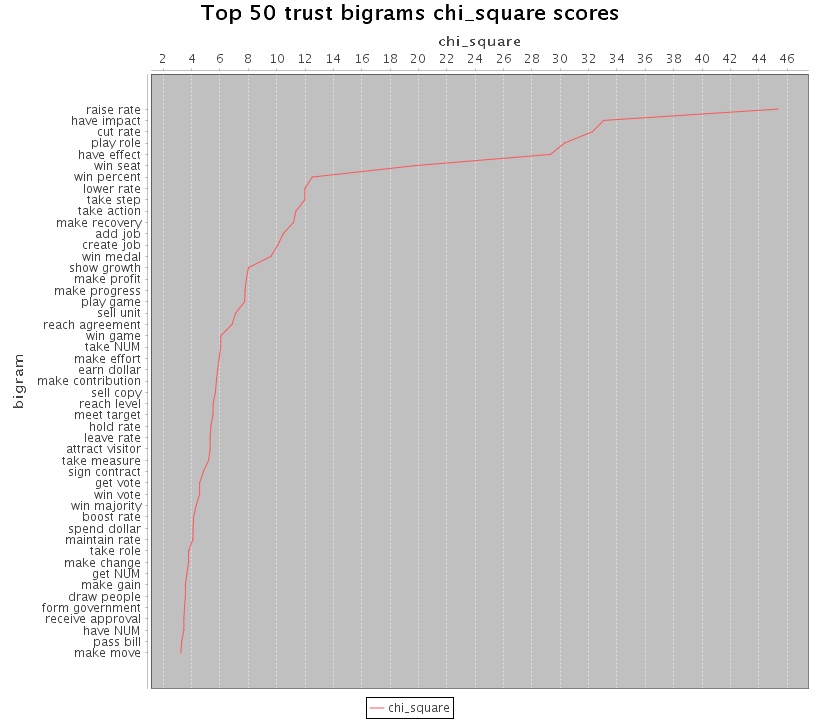 Top 50 trust bigrams chi_square scores
chi_square
2 4 6 8 10 12 14 16 18 20 22 24 26 28 30 32 34 36 38 40 42 44 46
bigram
raise rate
have impact
cut rate
play role
have effect
win seat
win percent
lower rate
take step
take action
make recovery
add job
create job
win medal
show growth
make profit
make progress
play game
sell unit
reach agreement
win game
take NUM
make effort
earn dollar
make contribution
sell copy
reach level
meet target
hold rate
leave rate
attract visitor
take measure
sign contract
get vote
win vote
win majority
boost rate
spend dollar
maintain rate
take role
make change
get NUM
make gain
draw people
form government
receive approval
have NUM
pass bill
make move
chi_square